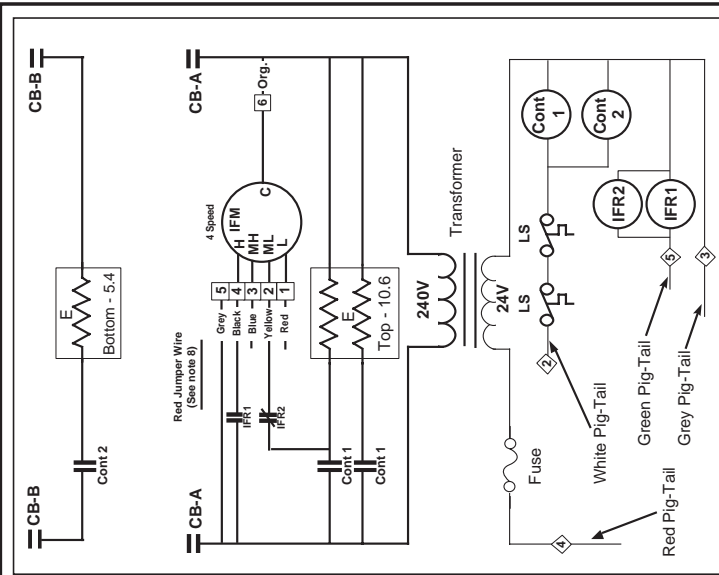 CB-B
CB-B
Cont 2
E
Bottom - 5.4
CB-A
CB-A
Red Jumper Wire
(See note 8)
4 Speed
IFM
H
MH
ML
L
C
6
Org.
5
4
3
2
1
Grey
Black
Blue
Yellow
Red
IFR1
IFR2
Cont 1
Cont 1
E
Top - 10.6
240V
Transformer
24V
Fuse
LS
LS
Cont
1
Cont
2
IFR2
IFR1
2
5
3
4
White Pig-Tail
Green Pig-Tail
Grey Pig-Tail
Red Pig-Tail